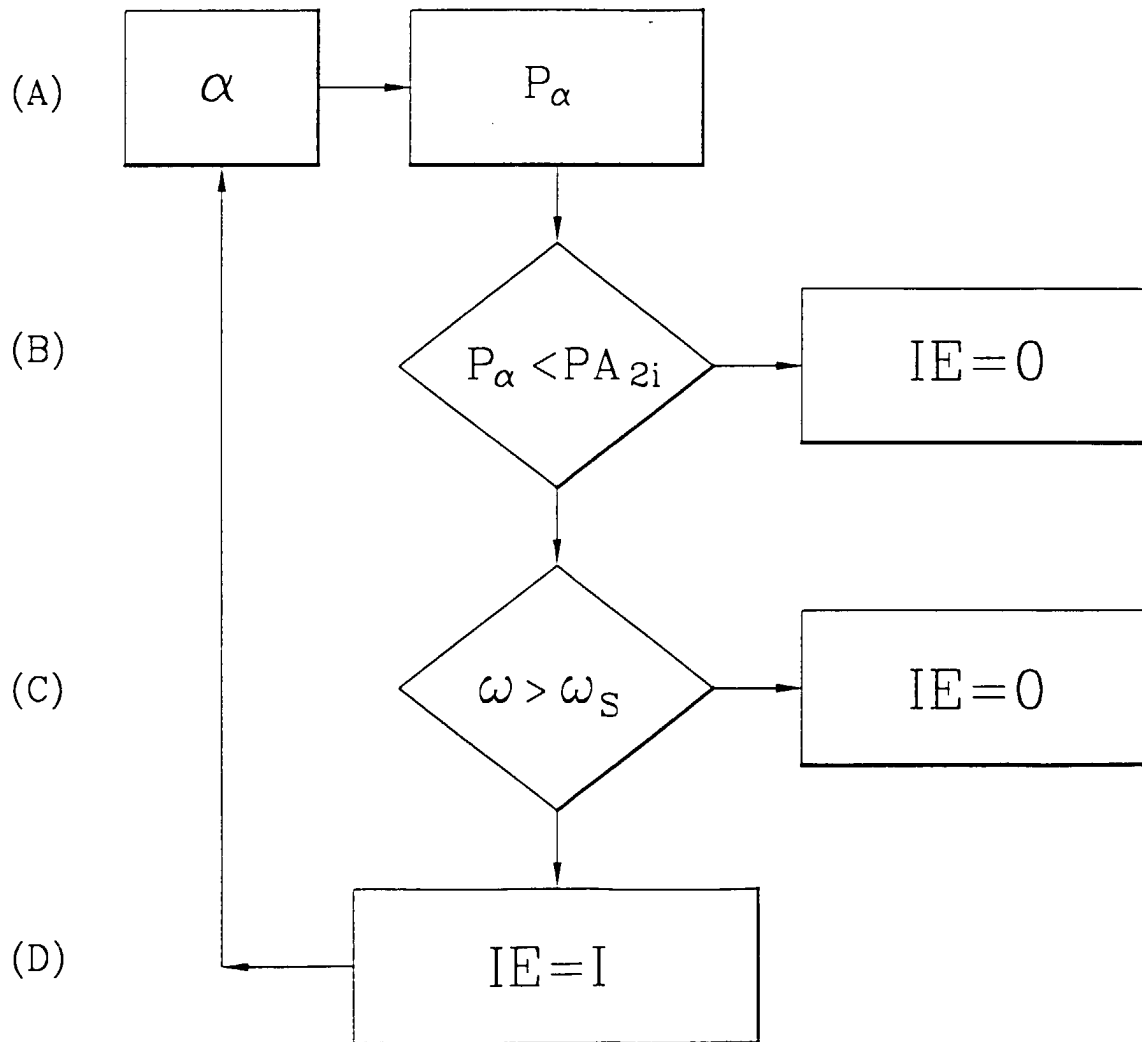 (A) α Pα
(B) Pα < PA2i IE=0
(C) ω > ωS IE=0
(D) IE=I